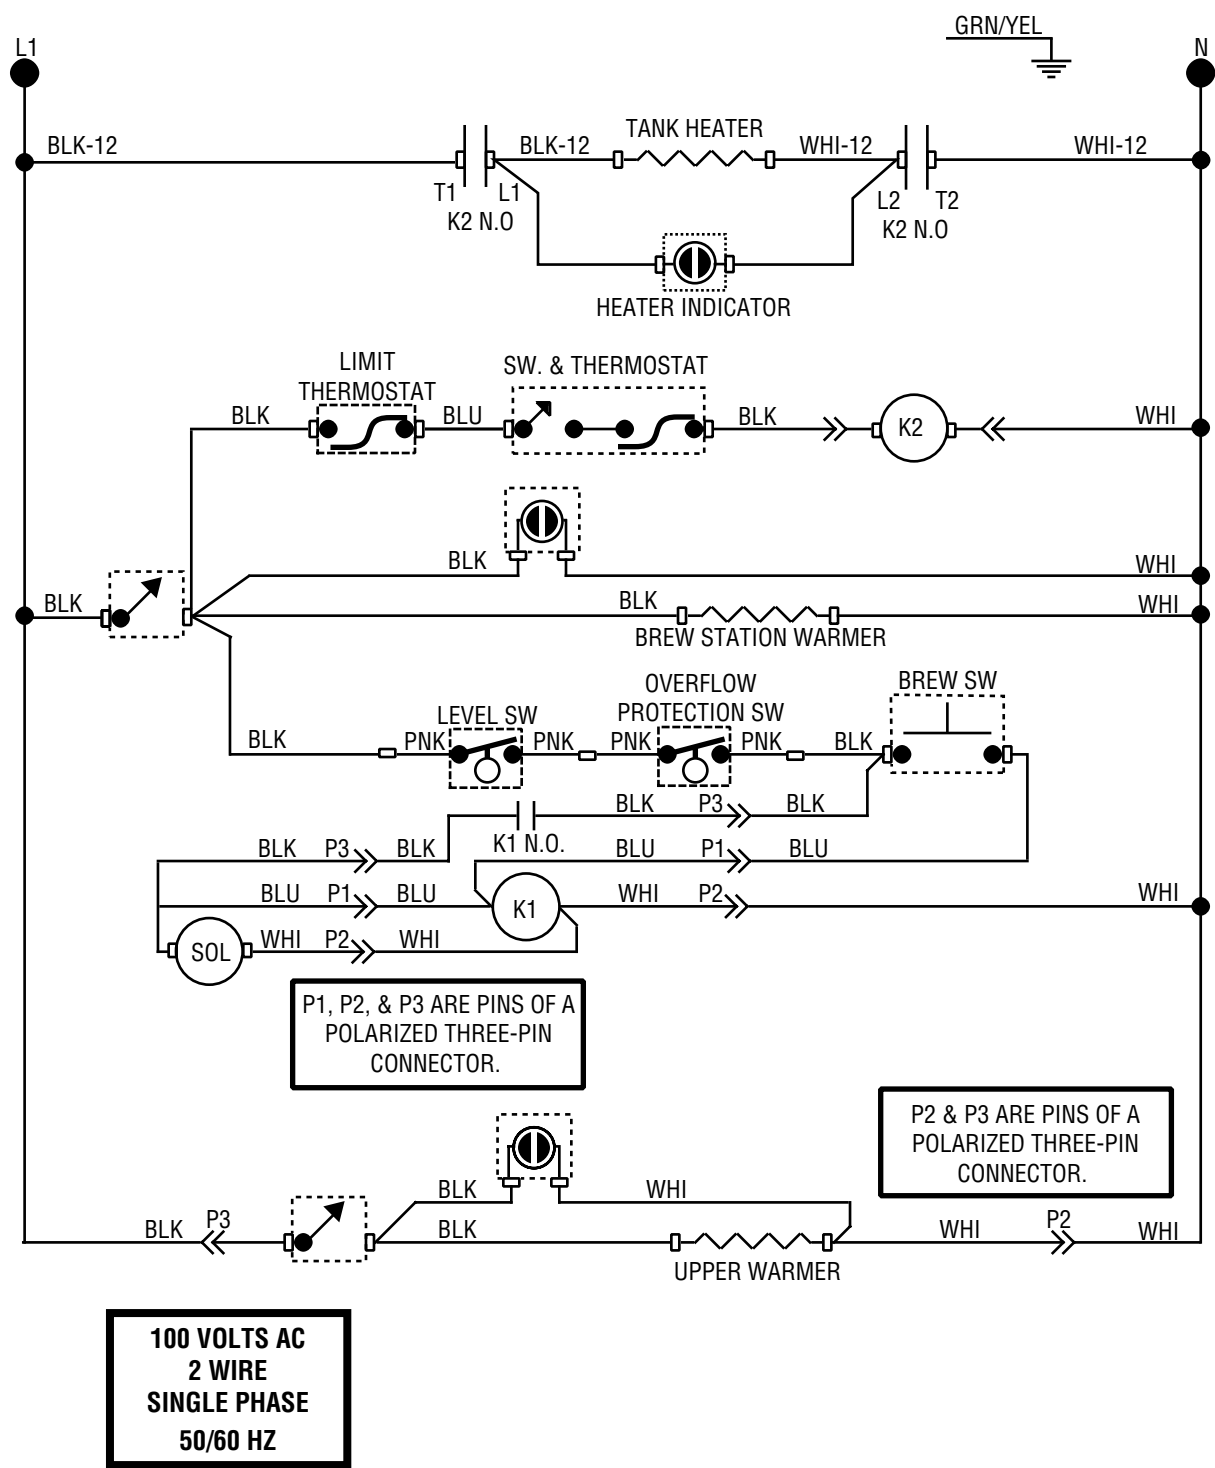 GRN/YEL
L1
N
BLK-12
BLK-12
TANK HEATER
WHI-12
WHI-12
T1
L1
L2
T2
K2 N.O
K2 N.O
HEATER INDICATOR
LIMIT
THERMOSTAT
SW. & THERMOSTAT
BLK
BLU
BLK
K2
WHI
BLK
WHI
BLK
BLK
WHI
BREW STATION WARMER
OVERFLOW
PROTECTION SW
BREW SW
LEVEL SW
BLK
PNK
PNK
PNK
PNK
BLK
BLK
P3
BLK
K1 N.O.
BLK
P3
BLK
BLU
P1
BLU
BLU
P1
BLU
K1
WHI
P2
WHI
SOL
WHI
P2
WHI
P1, P2, & P3 ARE PINS OF A
POLARIZED THREE-PIN
CONNECTOR.
P2 & P3 ARE PINS OF A
POLARIZED THREE-PIN
CONNECTOR.
BLK
WHI
BLK
P3
BLK
WHI
P2
WHI
UPPER WARMER
100 VOLTS AC
2 WIRE
SINGLE PHASE
50/60 HZ